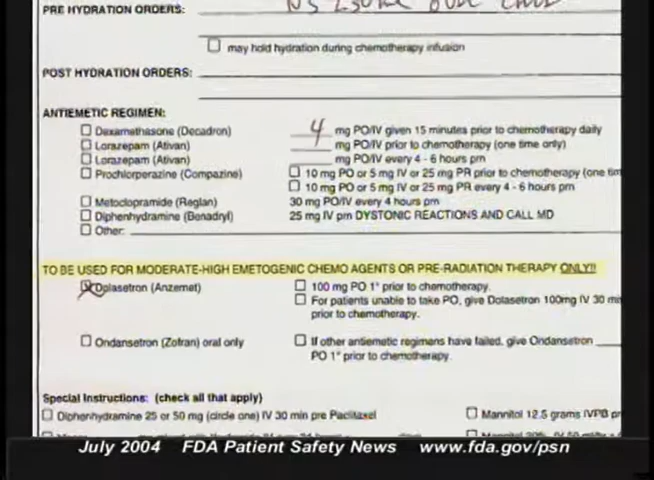 PRE HYDRATION ORDERS:
may hold hydration during chemotherapy infusion
POST HYDRATION ORDERS:
ANTIEMETIC REGIMEN:
Dexamethasone (Decadron) 4 mg PO/IV given 15 minutes prior to chemotherapy daily
Lorazepam (Ativan) mg PO/IV prior to chemotherapy (one time only)
Lorazepam (Ativan) mg PO/IV every 4 - 6 hours prn
Prochlorperazine (Compazine) 10 mg PO or 5 mg IV or 25 mg PR prior to chemotherapy (one tim
10 mg PO or 5 mg IV or 25 mg PR every 4 - 6 hours prn
Metoclopramide (Reglan) 30 mg PO/IV every 4 hours prn
Diphenhydramine (Benadryl) 25 mg IV prn DYSTONIC REACTIONS AND CALL MD
Other:
TO BE USED FOR MODERATE-HIGH EMETOGENIC CHEMO AGENTS OR PRE-RADIATION THERAPY ONLY!!
Dolasetron (Anzemet) 100 mg PO 1° prior to chemotherapy.
For patients unable to take PO, give Dolasetron 100mg IV 30 min
prior to chemotherapy.
Ondansetron (Zofran) oral only If other antiemetic regimens have failed, give Ondansetron
PO 1° prior to chemotherapy.
Special Instructions: (check all that apply)
Diphenhydramine 25 or 50 mg (circle one) IV 30 min pre Paclitaxel Mannitol 12.5 grams IVPB pr
July 2004 FDA Patient Safety News www.fda.gov/psn